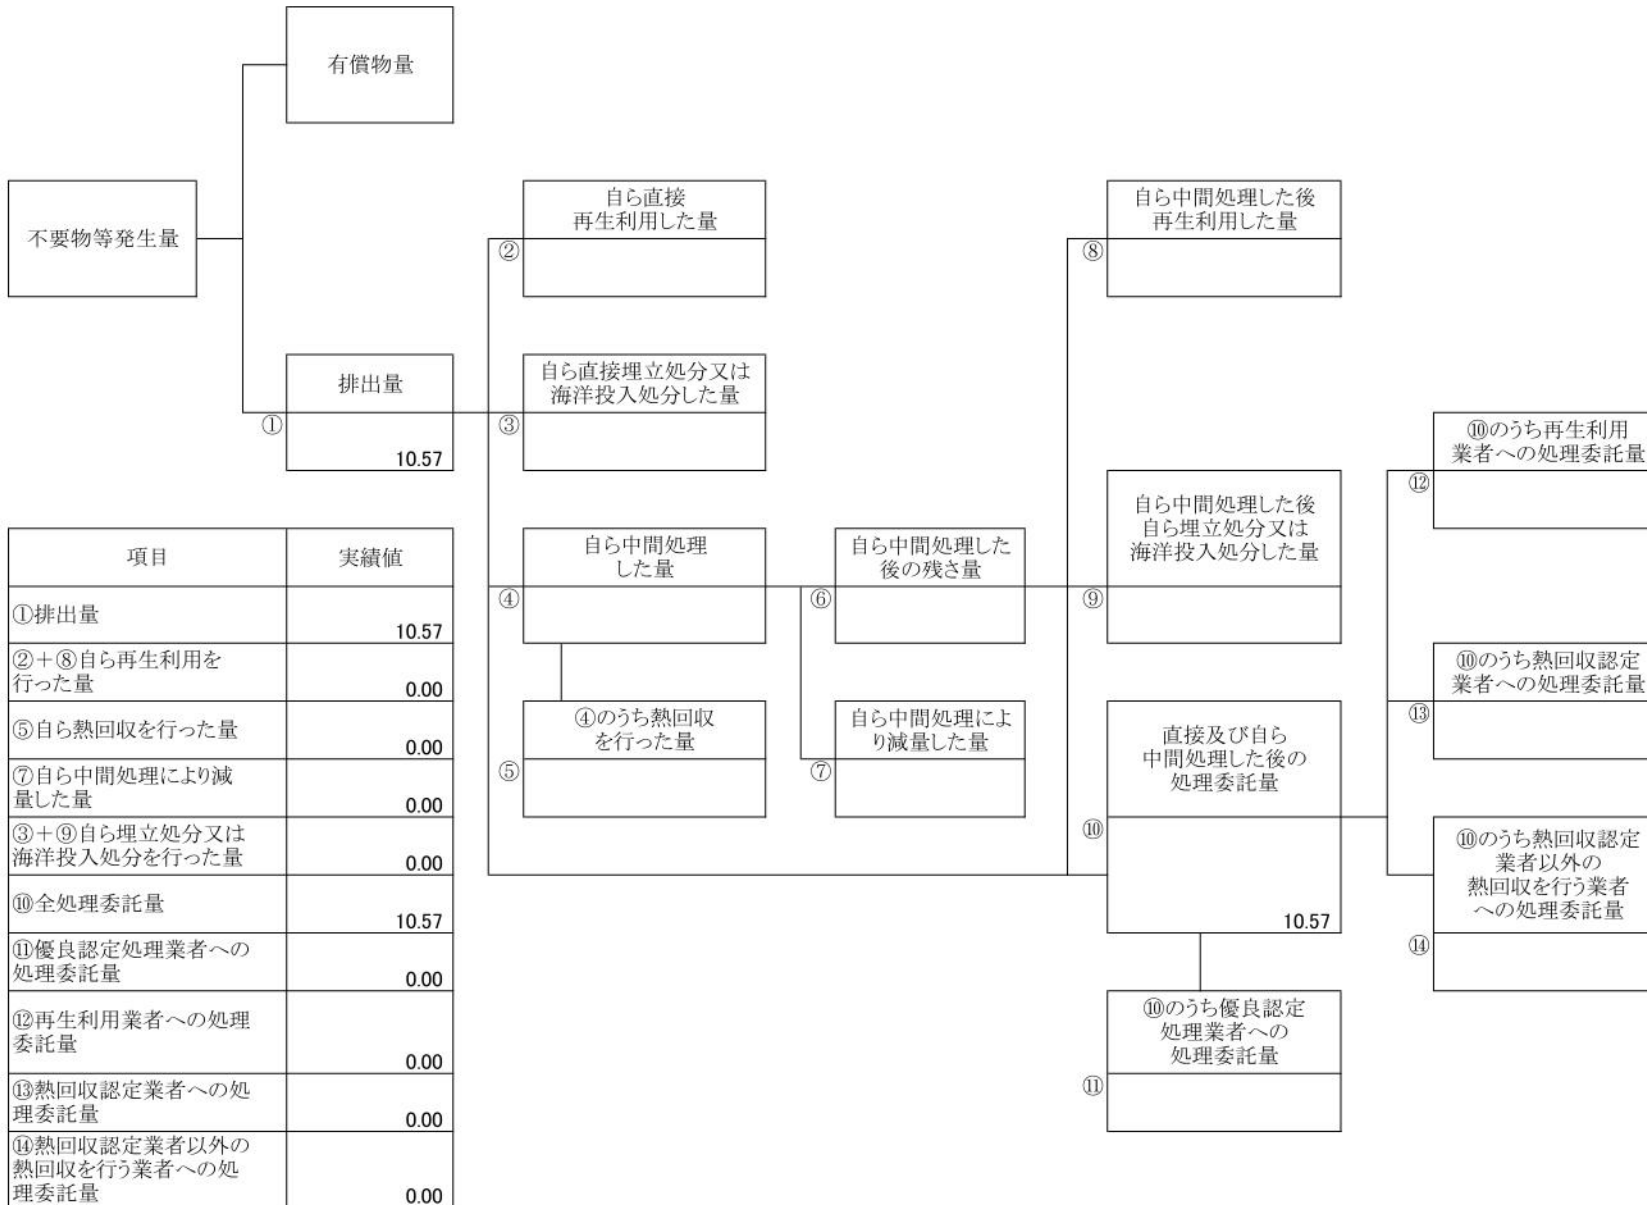 有償物量
不要物等発生量
自ら直接
再生利用した量
②
自ら中間処理した後
再生利用した量
⑧
排出量
①
10.57
自ら直接埋立処分又は
海洋投入処分した量
③
⑩のうち再生利用
業者への処理委託量
⑫
自ら中間処理
した量
④
自ら中間処理した
後の残さ量
⑥
自ら中間処理した後
自ら埋立処分又は
海洋投入処分した量
⑨
⑩のうち熱回収認定
業者への処理委託量
⑬
④のうち熱回収
を行った量
⑤
自ら中間処理によ
り減量した量
⑦
直接及び自ら
中間処理した後の
処理委託量
⑩
10.57
⑩のうち熱回収認定
業者以外の
熱回収を行う業者
への処理委託量
⑭
⑩のうち優良認定
処理業者への
処理委託量
⑪
項目 実績値
①排出量
10.57
②＋⑧自ら再生利用を
行った量
0.00
⑤自ら熱回収を行った量
0.00
⑦自ら中間処理により減
量した量
0.00
③＋⑨自ら埋立処分又は
海洋投入処分を行った量
0.00
⑩全処理委託量
10.57
⑪優良認定処理業者への
処理委託量
0.00
⑫再生利用業者への処理
委託量
0.00
⑬熱回収認定業者への処
理委託量
0.00
⑭熱回収認定業者以外の
熱回収を行う業者への処
理委託量
0.00